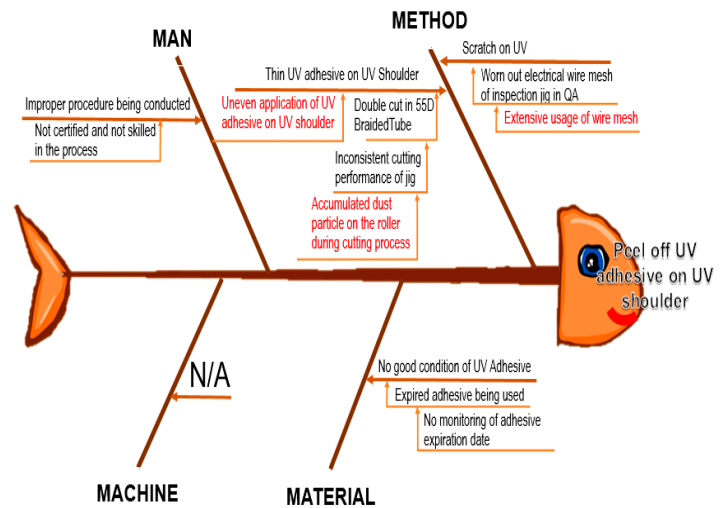 METHOD
MAN
Scratch on UV
Worn out electrical wire mesh
of inspection jig in QA
Extensive usage of wire mesh
Thin UV adhesive on UV Shoulder
Uneven application of UV
adhesive on UV shoulder
Double cut in 55D
BraidedTube
Inconsistent cutting
performance of jig
Accumulated dust
particle on the roller
during cutting process
Improper procedure being conducted
Not certified and not skilled
in the process
Peel off UV
adhesive on UV
shoulder
N/A
No good condition of UV Adhesive
Expired adhesive being used
No monitoring of adhesive
expiration date
MACHINE
MATERIAL